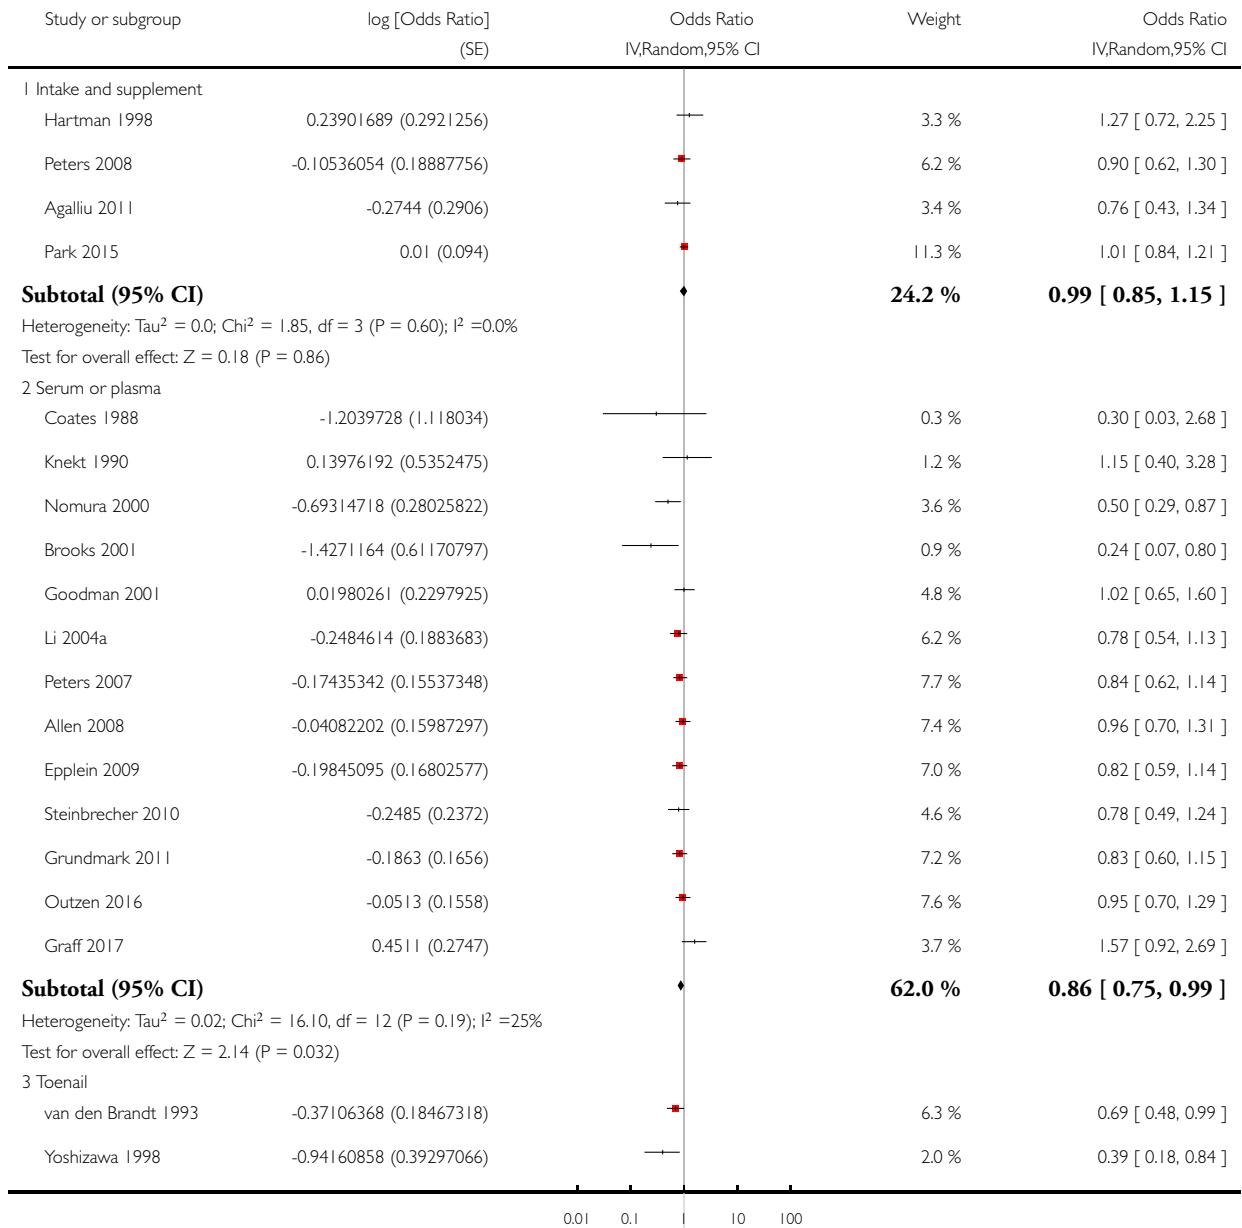 Study or subgroup log [Odds Ratio] Odds Ratio Weight Odds Ratio
(SE) IV,Random,95% CI IV,Random,95% CI
1 Intake and supplement
Hartman 1998 0.23901689 (0.2921256) 3.3 % 1.27 [ 0.72, 2.25 ]
Peters 2008 -0.10536054 (0.18887756) 6.2 % 0.90 [ 0.62, 1.30 ]
Agalliu 2011 -0.2744 (0.2906) 3.4 % 0.76 [ 0.43, 1.34 ]
Park 2015 0.01 (0.094) 11.3 % 1.01 [ 0.84, 1.21 ]
Subtotal (95% CI) 24.2 % 0.99 [ 0.85, 1.15 ]
Heterogeneity: Tau² = 0.0; Chi² = 1.85, df = 3 (P = 0.60); I² =0.0%
Test for overall effect: Z = 0.18 (P = 0.86)
2 Serum or plasma
Coates 1988 -1.2039728 (1.118034) 0.3 % 0.30 [ 0.03, 2.68 ]
Knekt 1990 0.13976192 (0.5352475) 1.2 % 1.15 [ 0.40, 3.28 ]
Nomura 2000 -0.69314718 (0.28025822) 3.6 % 0.50 [ 0.29, 0.87 ]
Brooks 2001 -1.4271164 (0.61170797) 0.9 % 0.24 [ 0.07, 0.80 ]
Goodman 2001 0.01980261 (0.2297925) 4.8 % 1.02 [ 0.65, 1.60 ]
Li 2004a -0.2484614 (0.1883683) 6.2 % 0.78 [ 0.54, 1.13 ]
Peters 2007 -0.17435342 (0.15537348) 7.7 % 0.84 [ 0.62, 1.14 ]
Allen 2008 -0.04082202 (0.15987297) 7.4 % 0.96 [ 0.70, 1.31 ]
Epplein 2009 -0.19845095 (0.16802577) 7.0 % 0.82 [ 0.59, 1.14 ]
Steinbrecher 2010 -0.2485 (0.2372) 4.6 % 0.78 [ 0.49, 1.24 ]
Grundmark 2011 -0.1863 (0.1656) 7.2 % 0.83 [ 0.60, 1.15 ]
Outzen 2016 -0.0513 (0.1558) 7.6 % 0.95 [ 0.70, 1.29 ]
Graff 2017 0.4511 (0.2747) 3.7 % 1.57 [ 0.92, 2.69 ]
Subtotal (95% CI) 62.0 % 0.86 [ 0.75, 0.99 ]
Heterogeneity: Tau² = 0.02; Chi² = 16.10, df = 12 (P = 0.19); I² =25%
Test for overall effect: Z = 2.14 (P = 0.032)
3 Toenail
van den Brandt 1993 -0.37106368 (0.18467318) 6.3 % 0.69 [ 0.48, 0.99 ]
Yoshizawa 1998 -0.94160858 (0.39297066) 2.0 % 0.39 [ 0.18, 0.84 ]
0.01 0.1 1 10 100